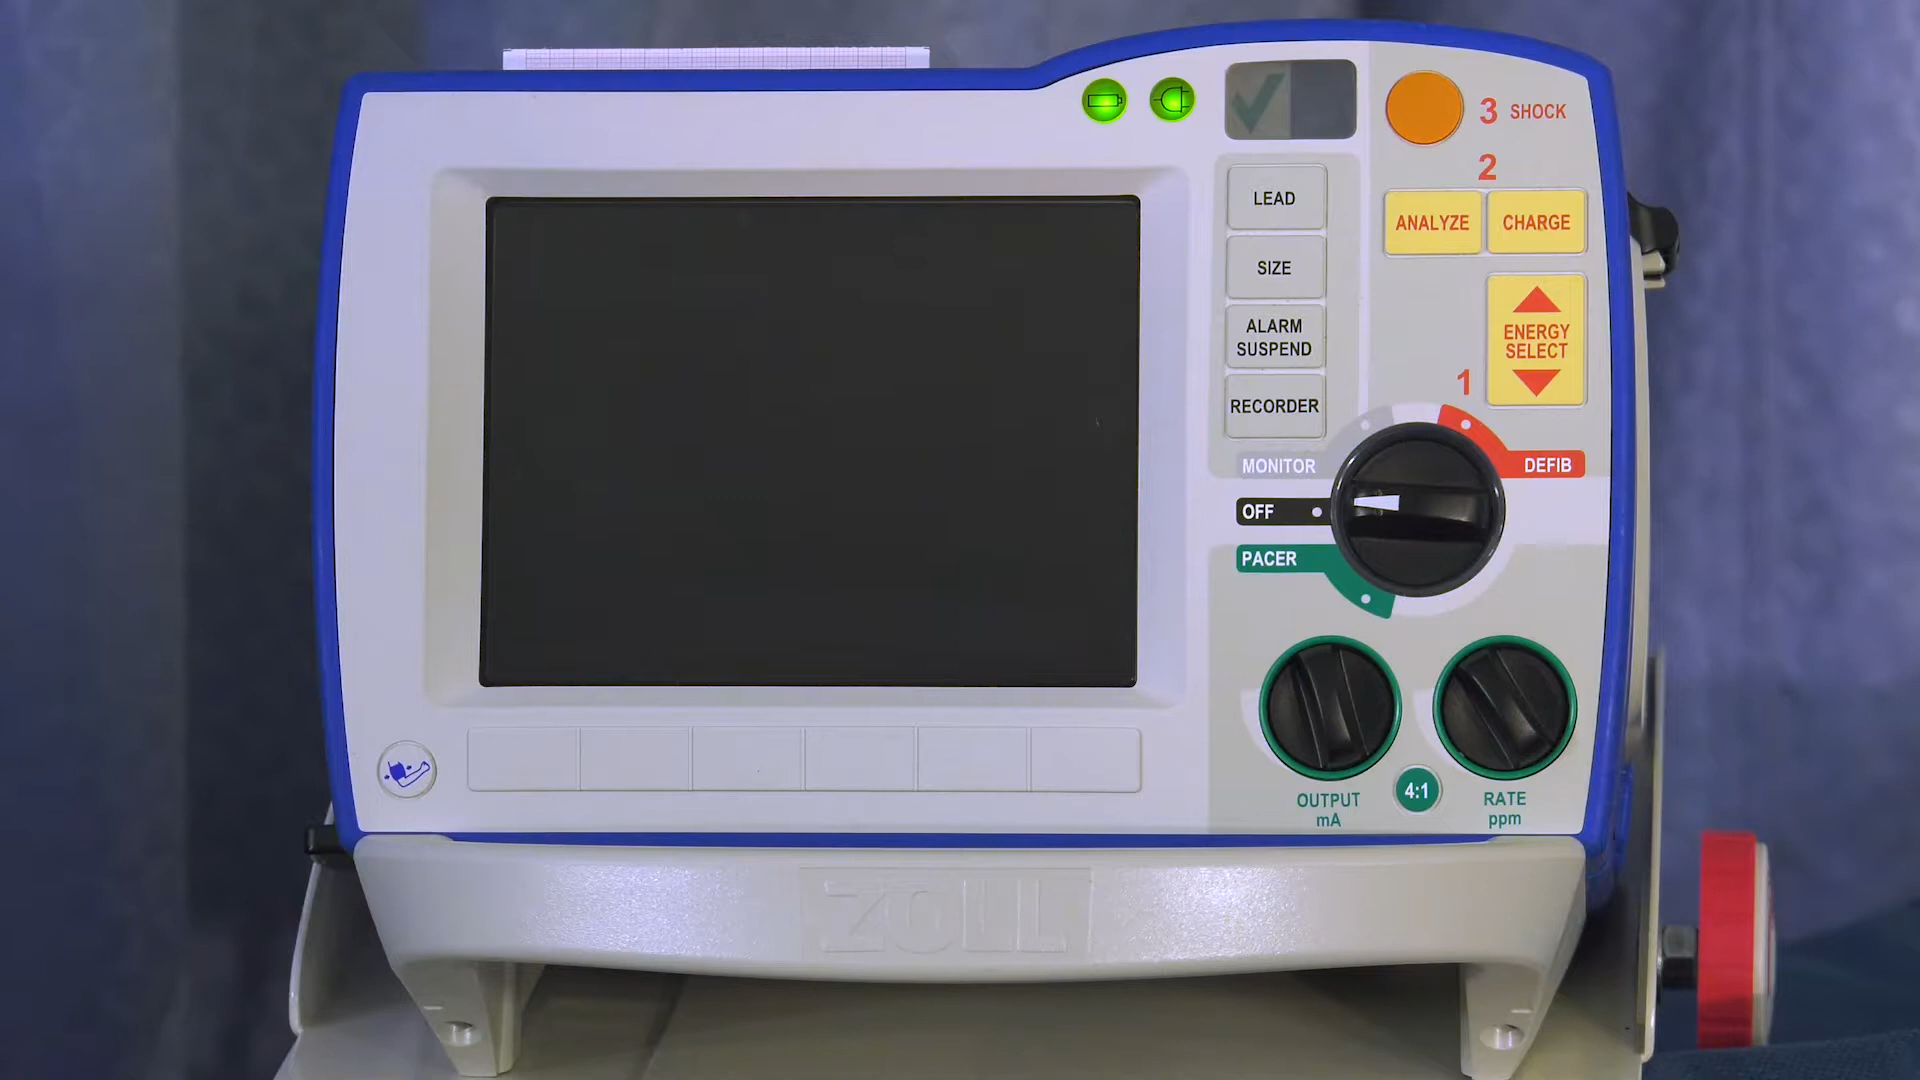 3 SHOCK
2
LEAD
ANALYZE
CHARGE
SIZE
ALARM
SUSPEND
ENERGY
SELECT
1
RECORDER
MONITOR
DEFIB
OFF
PACER
OUTPUT
mA
4:1
RATE
ppm
ZOLL